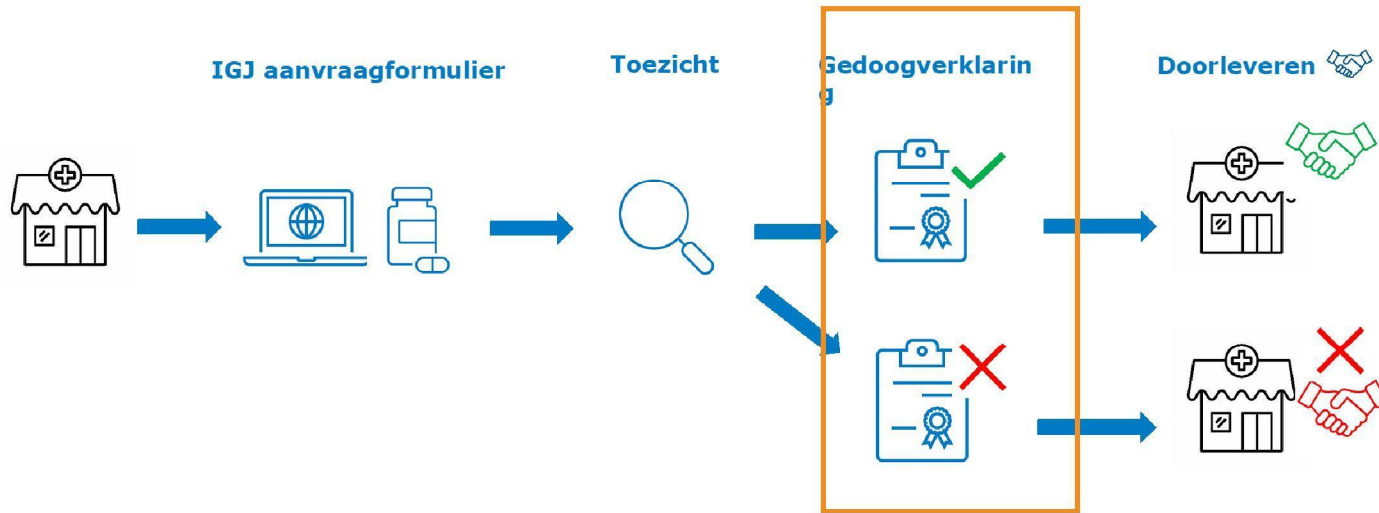 IGJ aanvraagformulier
Toezicht
Gedoogverklarin
g
Doorleveren